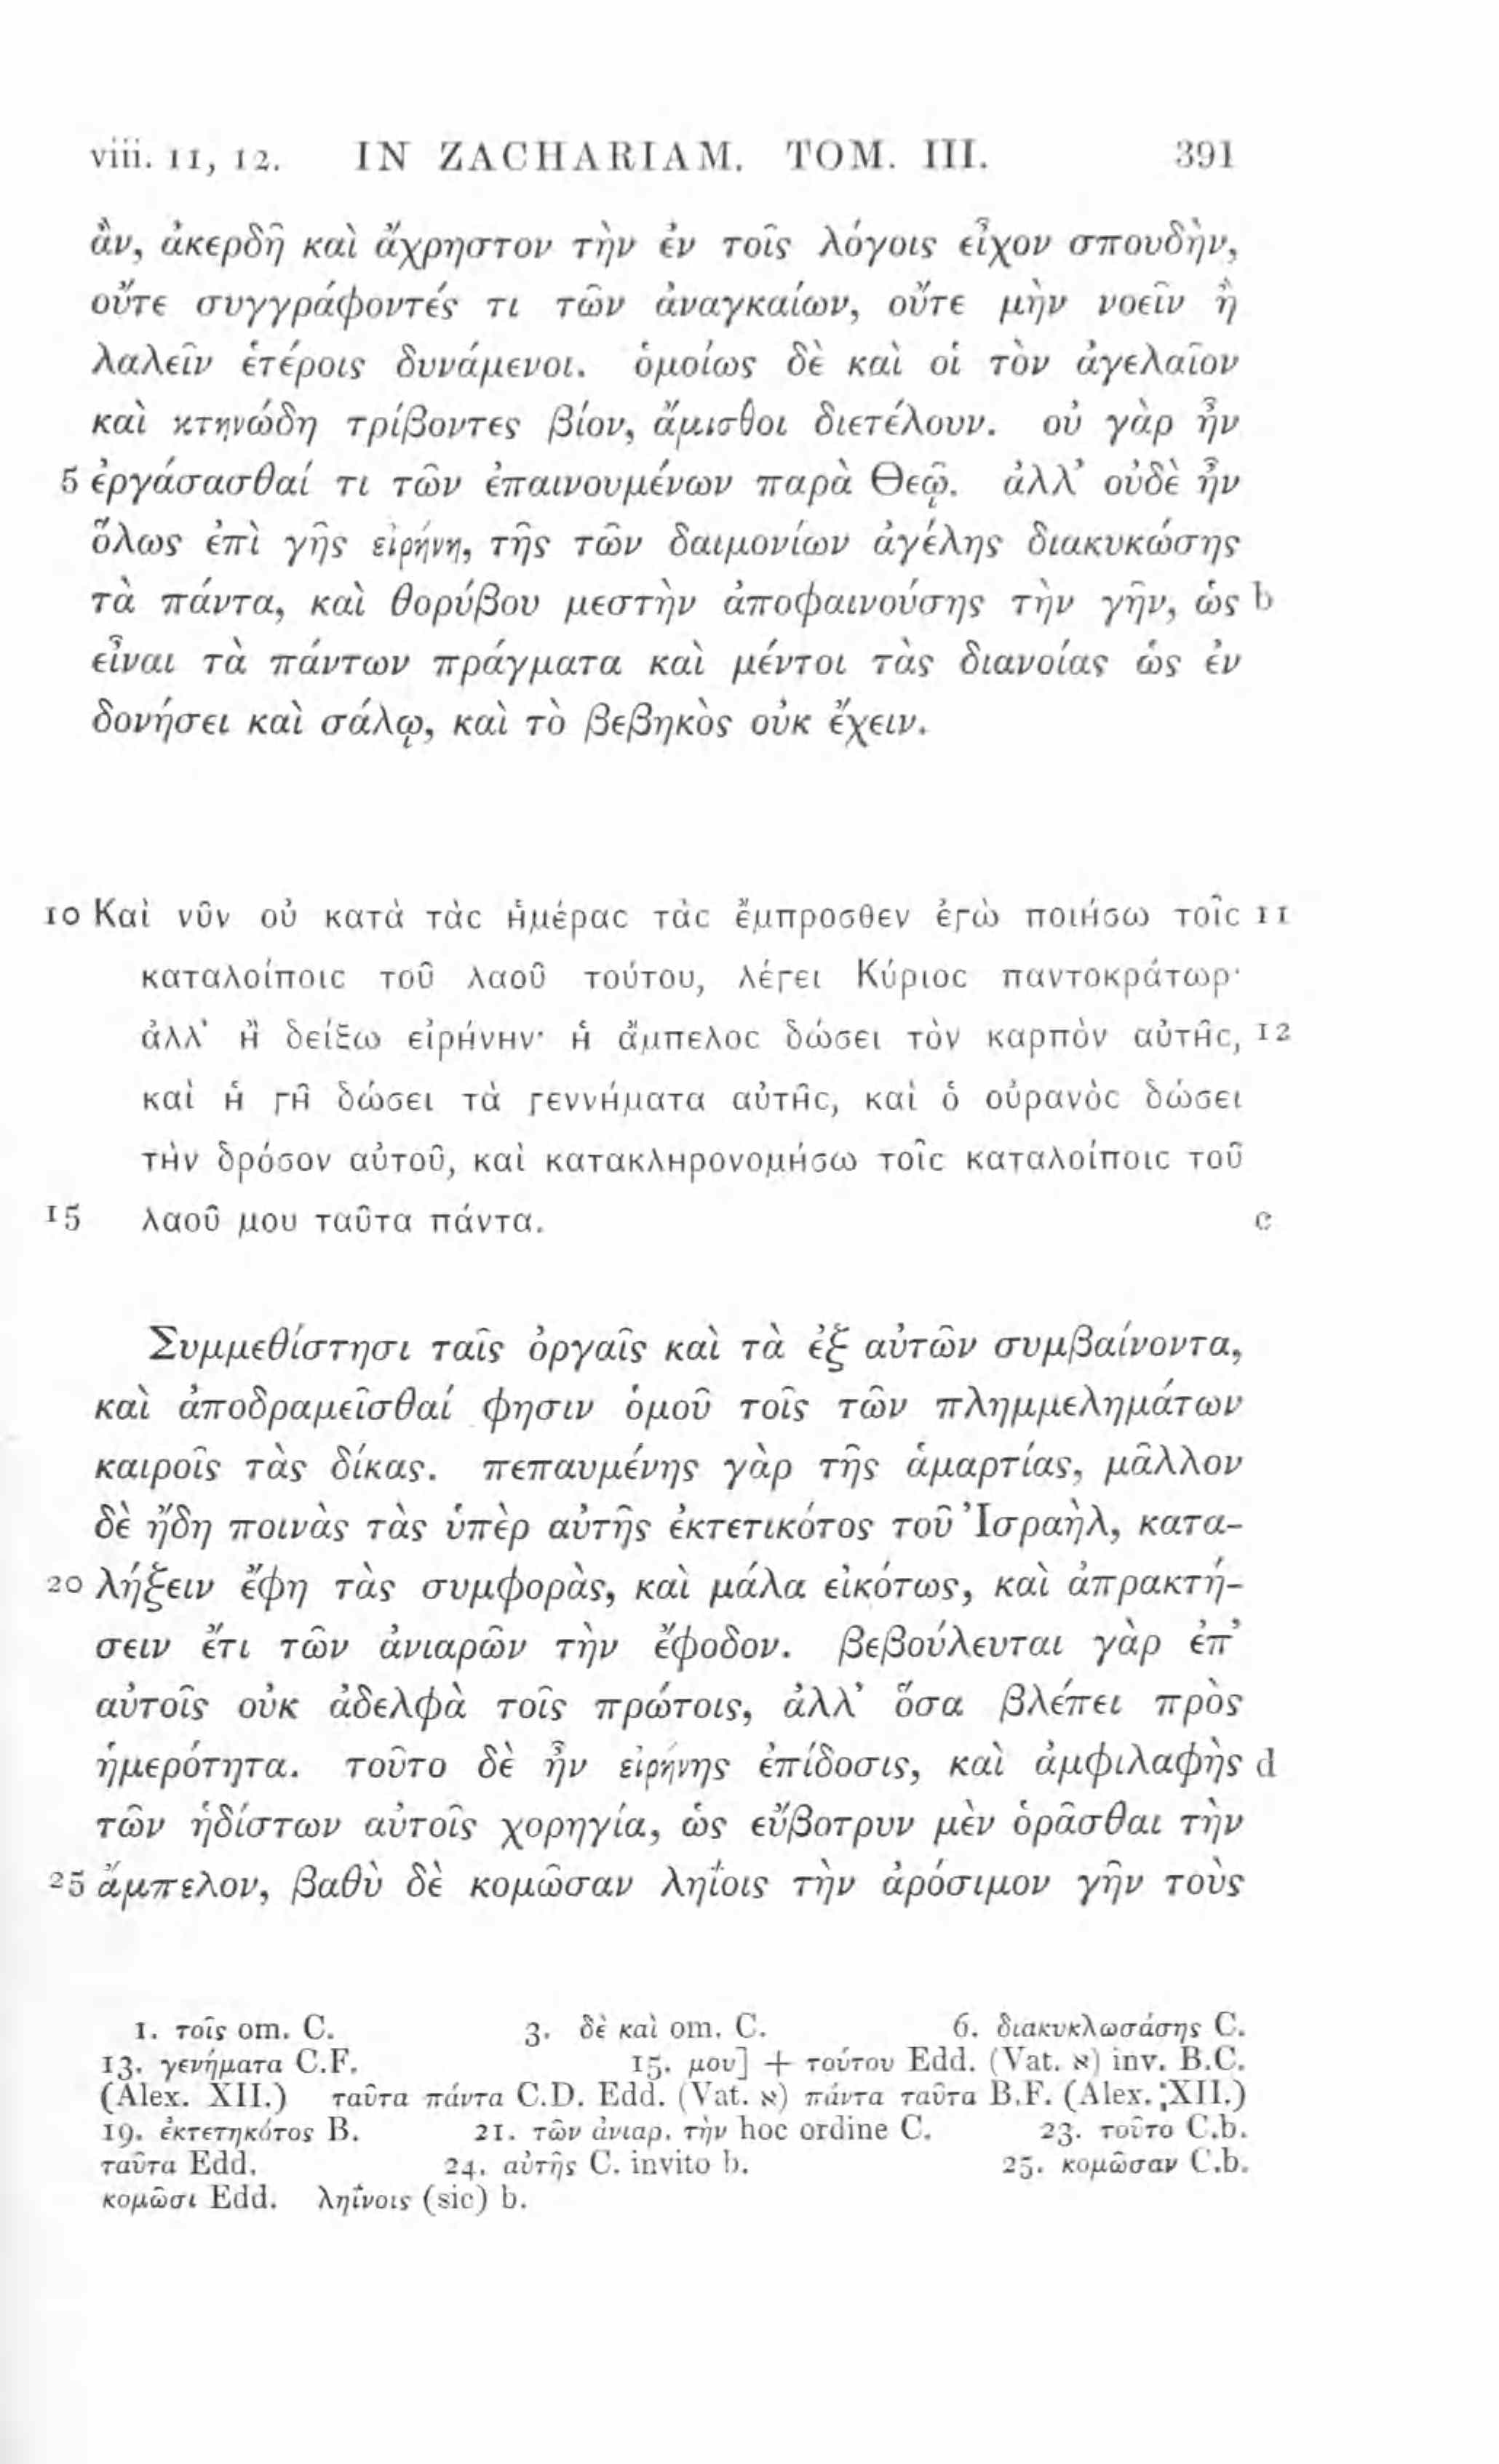 viii. 11, 12. IN ZACHARIAM. TOM. III. 391
ἂν, ἀκερδῆ καὶ ἄχρηστον τὴν ἐν τοῖς λόγοις εἶχον σπουδὴν,
οὔτε συγγράφοντές τι τῶν ἀναγκαίων, οὔτε μὴν νοεῖν ἢ
λαλεῖν ἑτέροις δυνάμενοι. ὁμοίως δὲ καὶ οἱ τὸν ἀγελαῖον
καὶ κτηνώδη τρίβοντες βίον, ἄμισθοι διετέλουν. οὐ γὰρ ἦν
5 ἐργάσασθαί τι τῶν ἐπαινουμένων παρὰ Θεῷ. ἀλλ' οὐδὲ ἦν
ὅλως ἐπὶ γῆς εἰρήνη, τῆς τῶν δαιμονίων ἀγέλης διακυκώσης
τὰ πάντα, καὶ θορύβου μεστὴν ἀποφαινούσης τὴν γῆν, ὡς b
εἶναι τὰ πάντων πράγματα καὶ μέντοι τὰς διανοίας ὡς ἐν
δονήσει καὶ σάλῳ, καὶ τὸ βεβηκὸς οὐκ ἔχειν.
10 Καὶ νῦν οὐ κατὰ τὰς ἡμέρας τὰς ἔμπροσθεν ἐγὼ ποιήσω τοῖς 11
καταλοίποις τοῦ λαοῦ τούτου, λέγει Κύριος παντοκράτωρ·
ἀλλ' ἢ δείξω εἰρήνην· ἡ ἄμπελος δώσει τὸν καρπὸν αὐτῆς, 12
καὶ ἡ γῆ δώσει τὰ γεννήματα αὐτῆς, καὶ ὁ οὐρανὸς δώσει
τὴν δρόσον αὐτοῦ, καὶ κατακληρονομήσω τοῖς καταλοίποις τοῦ
15 λαοῦ μου ταῦτα πάντα. c
Συμμεθίστησι ταῖς ὀργαῖς καὶ τὰ ἐξ αὐτῶν συμβαίνοντα,
καὶ ἀποδραμεῖσθαί φησιν ὁμοῦ τοῖς τῶν πλημμελημάτων
καιροῖς τὰς δίκας. πεπαυμένης γὰρ τῆς ἁμαρτίας, μᾶλλον
δὲ ἤδη ποινὰς τὰς ὑπὲρ αὐτῆς ἐκτετικότος τοῦ Ἰσραὴλ, κατα-
20 λήξειν ἔφη τὰς συμφορὰς, καὶ μάλα εἰκότως, καὶ ἀπρακτή-
σειν ἔτι τῶν ἀνιαρῶν τὴν ἔφοδον. βεβούλευται γὰρ ἐπ'
αὐτοῖς οὐκ ἀδελφὰ τοῖς πρώτοις, ἀλλ' ὅσα βλέπει πρὸς
ἡμερότητα. τοῦτο δὲ ἦν εἰρήνης ἐπίδοσις, καὶ ἀμφιλαφὴς d
τῶν ἡδίστων αὐτοῖς χορηγία, ὡς εὔβοτρυν μὲν ὁρᾶσθαι τὴν
25 ἄμπελον, βαθὺ δὲ κομῶσαν ληΐοις τὴν ἀρόσιμον γῆν τοὺς
1. τοῖς om. C. 3. δὲ καὶ om. C. 6. διακυκλωσάσης C.
13. γενήματα C.F. 15. μου] + τούτου Edd. (Vat. א) inv. B.C.
(Alex. XII.) ταῦτα πάντα C.D. Edd. (Vat. א) πάντα ταῦτα B.F. (Alex. XII.)
19. ἐκτετηκότος B. 21. τῶν ἀνιαρ. τὴν hoc ordine C. 23. τοῦτο C.b.
ταῦτα Edd. 24. αὐτῆς C. invito b. 25. κομῶσαν C.b.
κομῶσι Edd. ληΐνοις (sic) b.